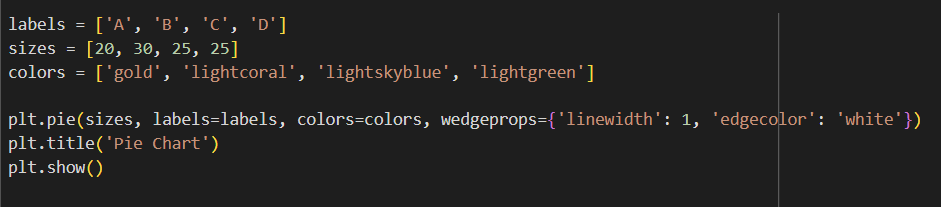 labels = ['A', 'B', 'C', 'D']
sizes = [20, 30, 25, 25]
colors = ['gold', 'lightcoral', 'lightskyblue', 'lightgreen']
plt.pie(sizes, labels=labels, colors=colors, wedgeprops={'linewidth': 1, 'edgecolor': 'white'})
plt.title('Pie Chart')
plt.show()